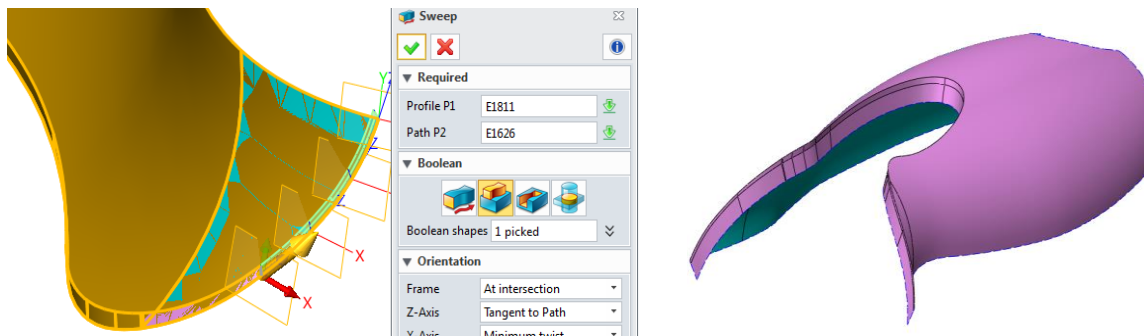 Sweep
Required
Profile P1 E1811
Path P2 E1626
Boolean
Boolean shapes 1 picked
Orientation
Frame At intersection
Z-Axis Tangent to Path
X-Axis Minimum twist
Y
Z
Z
X
X